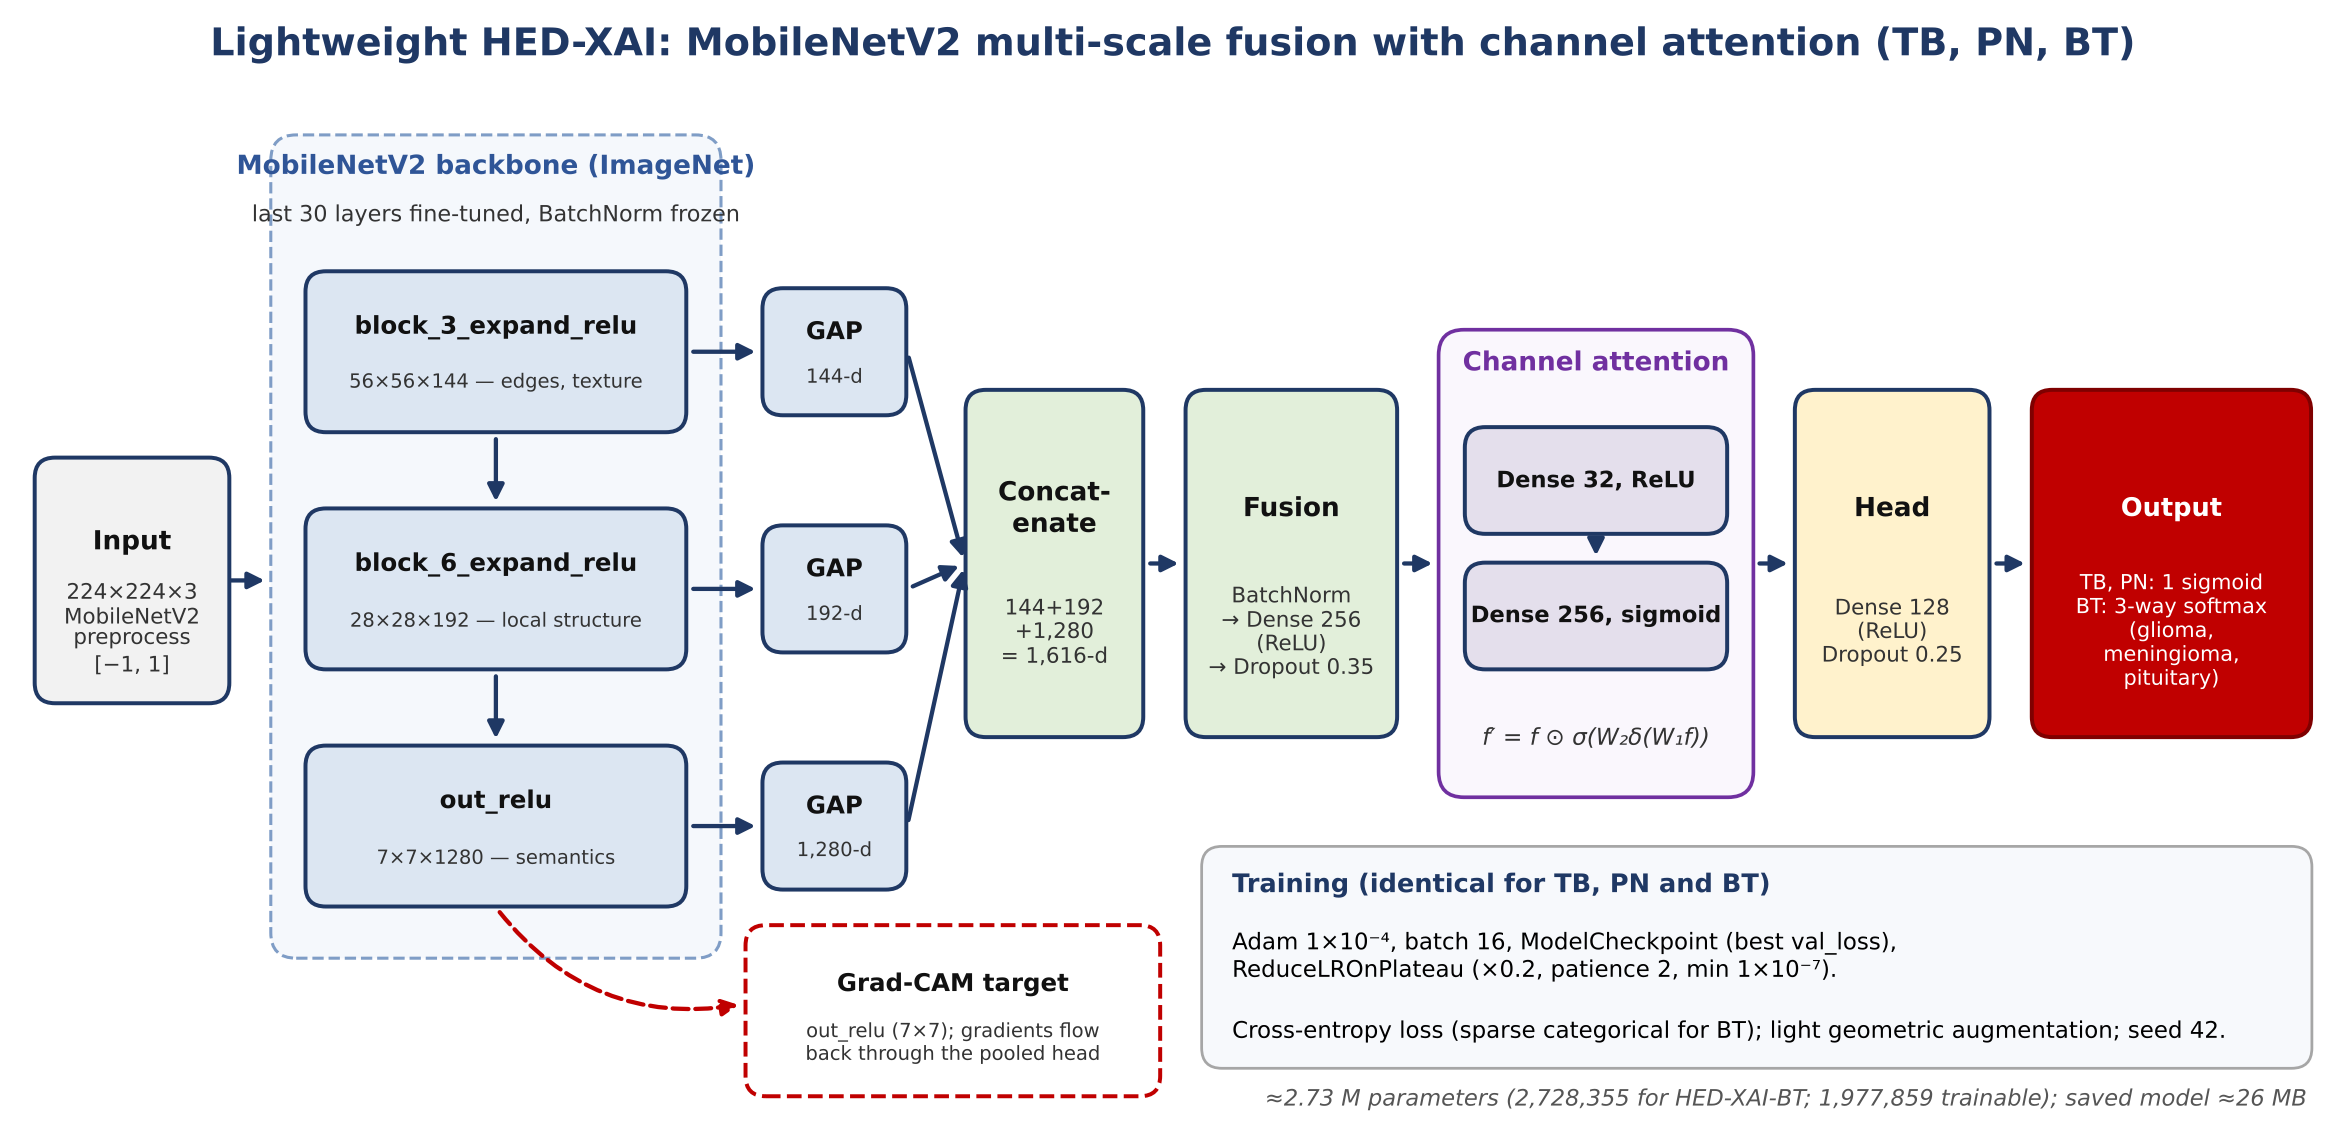 Lightweight HED-XAI: MobileNetV2 multi-scale fusion with channel attention (TB, PN, BT)
MobileNetV2 backbone (ImageNet)
last 30 layers fine-tuned, BatchNorm frozen
Input
224×224×3
MobileNetV2
preprocess
[−1, 1]
block_3_expand_relu
56×56×144 — edges, texture
block_6_expand_relu
28×28×192 — local structure
out_relu
7×7×1280 — semantics
GAP
144-d
GAP
192-d
GAP
1,280-d
Concat-
enate
144+192
+1,280
= 1,616-d
Fusion
BatchNorm
→ Dense 256
(ReLU)
→ Dropout 0.35
Channel attention
Dense 32, ReLU
Dense 256, sigmoid
f′ = f ⊙ σ(W₂δ(W₁f))
Head
Dense 128
(ReLU)
Dropout 0.25
Output
TB, PN: 1 sigmoid
BT: 3-way softmax
(glioma,
meningioma,
pituitary)
Grad-CAM target
out_relu (7×7); gradients flow
back through the pooled head
Training (identical for TB, PN and BT)
Adam 1×10⁻⁴, batch 16, ModelCheckpoint (best val_loss),
ReduceLROnPlateau (×0.2, patience 2, min 1×10⁻⁷).
Cross-entropy loss (sparse categorical for BT); light geometric augmentation; seed 42.
≈2.73 M parameters (2,728,355 for HED-XAI-BT; 1,977,859 trainable); saved model ≈26 MB